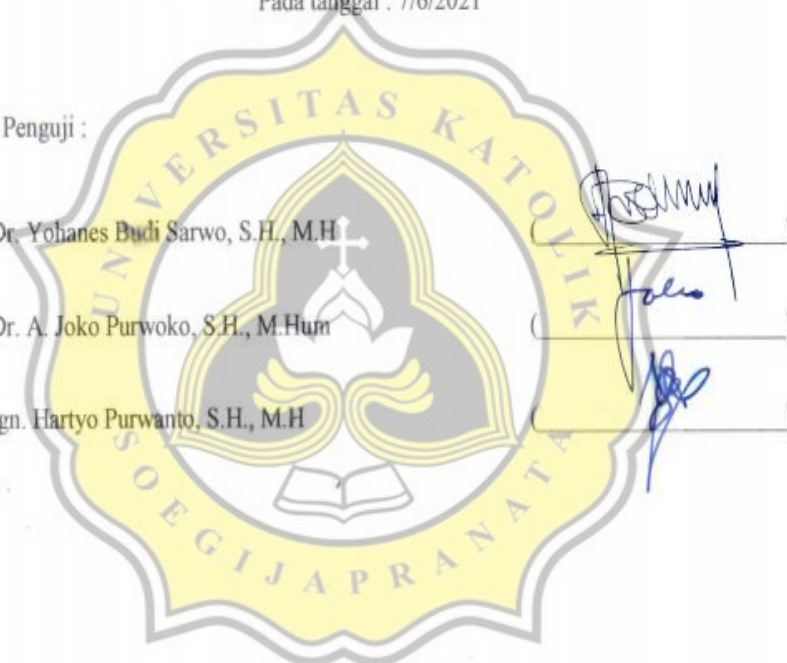 Pada tanggal : 7/6/2021
Penguji :
Dr. Yohanes Budi Sarwo, S.H., M.H
(
Dr. A. Joko Purwoko, S.H., M.Hum
(
gn. Hartyo Purwanto, S.H., M.H
(
UNIVERSITAS KATOLIK
SOEGIJAPRANATA